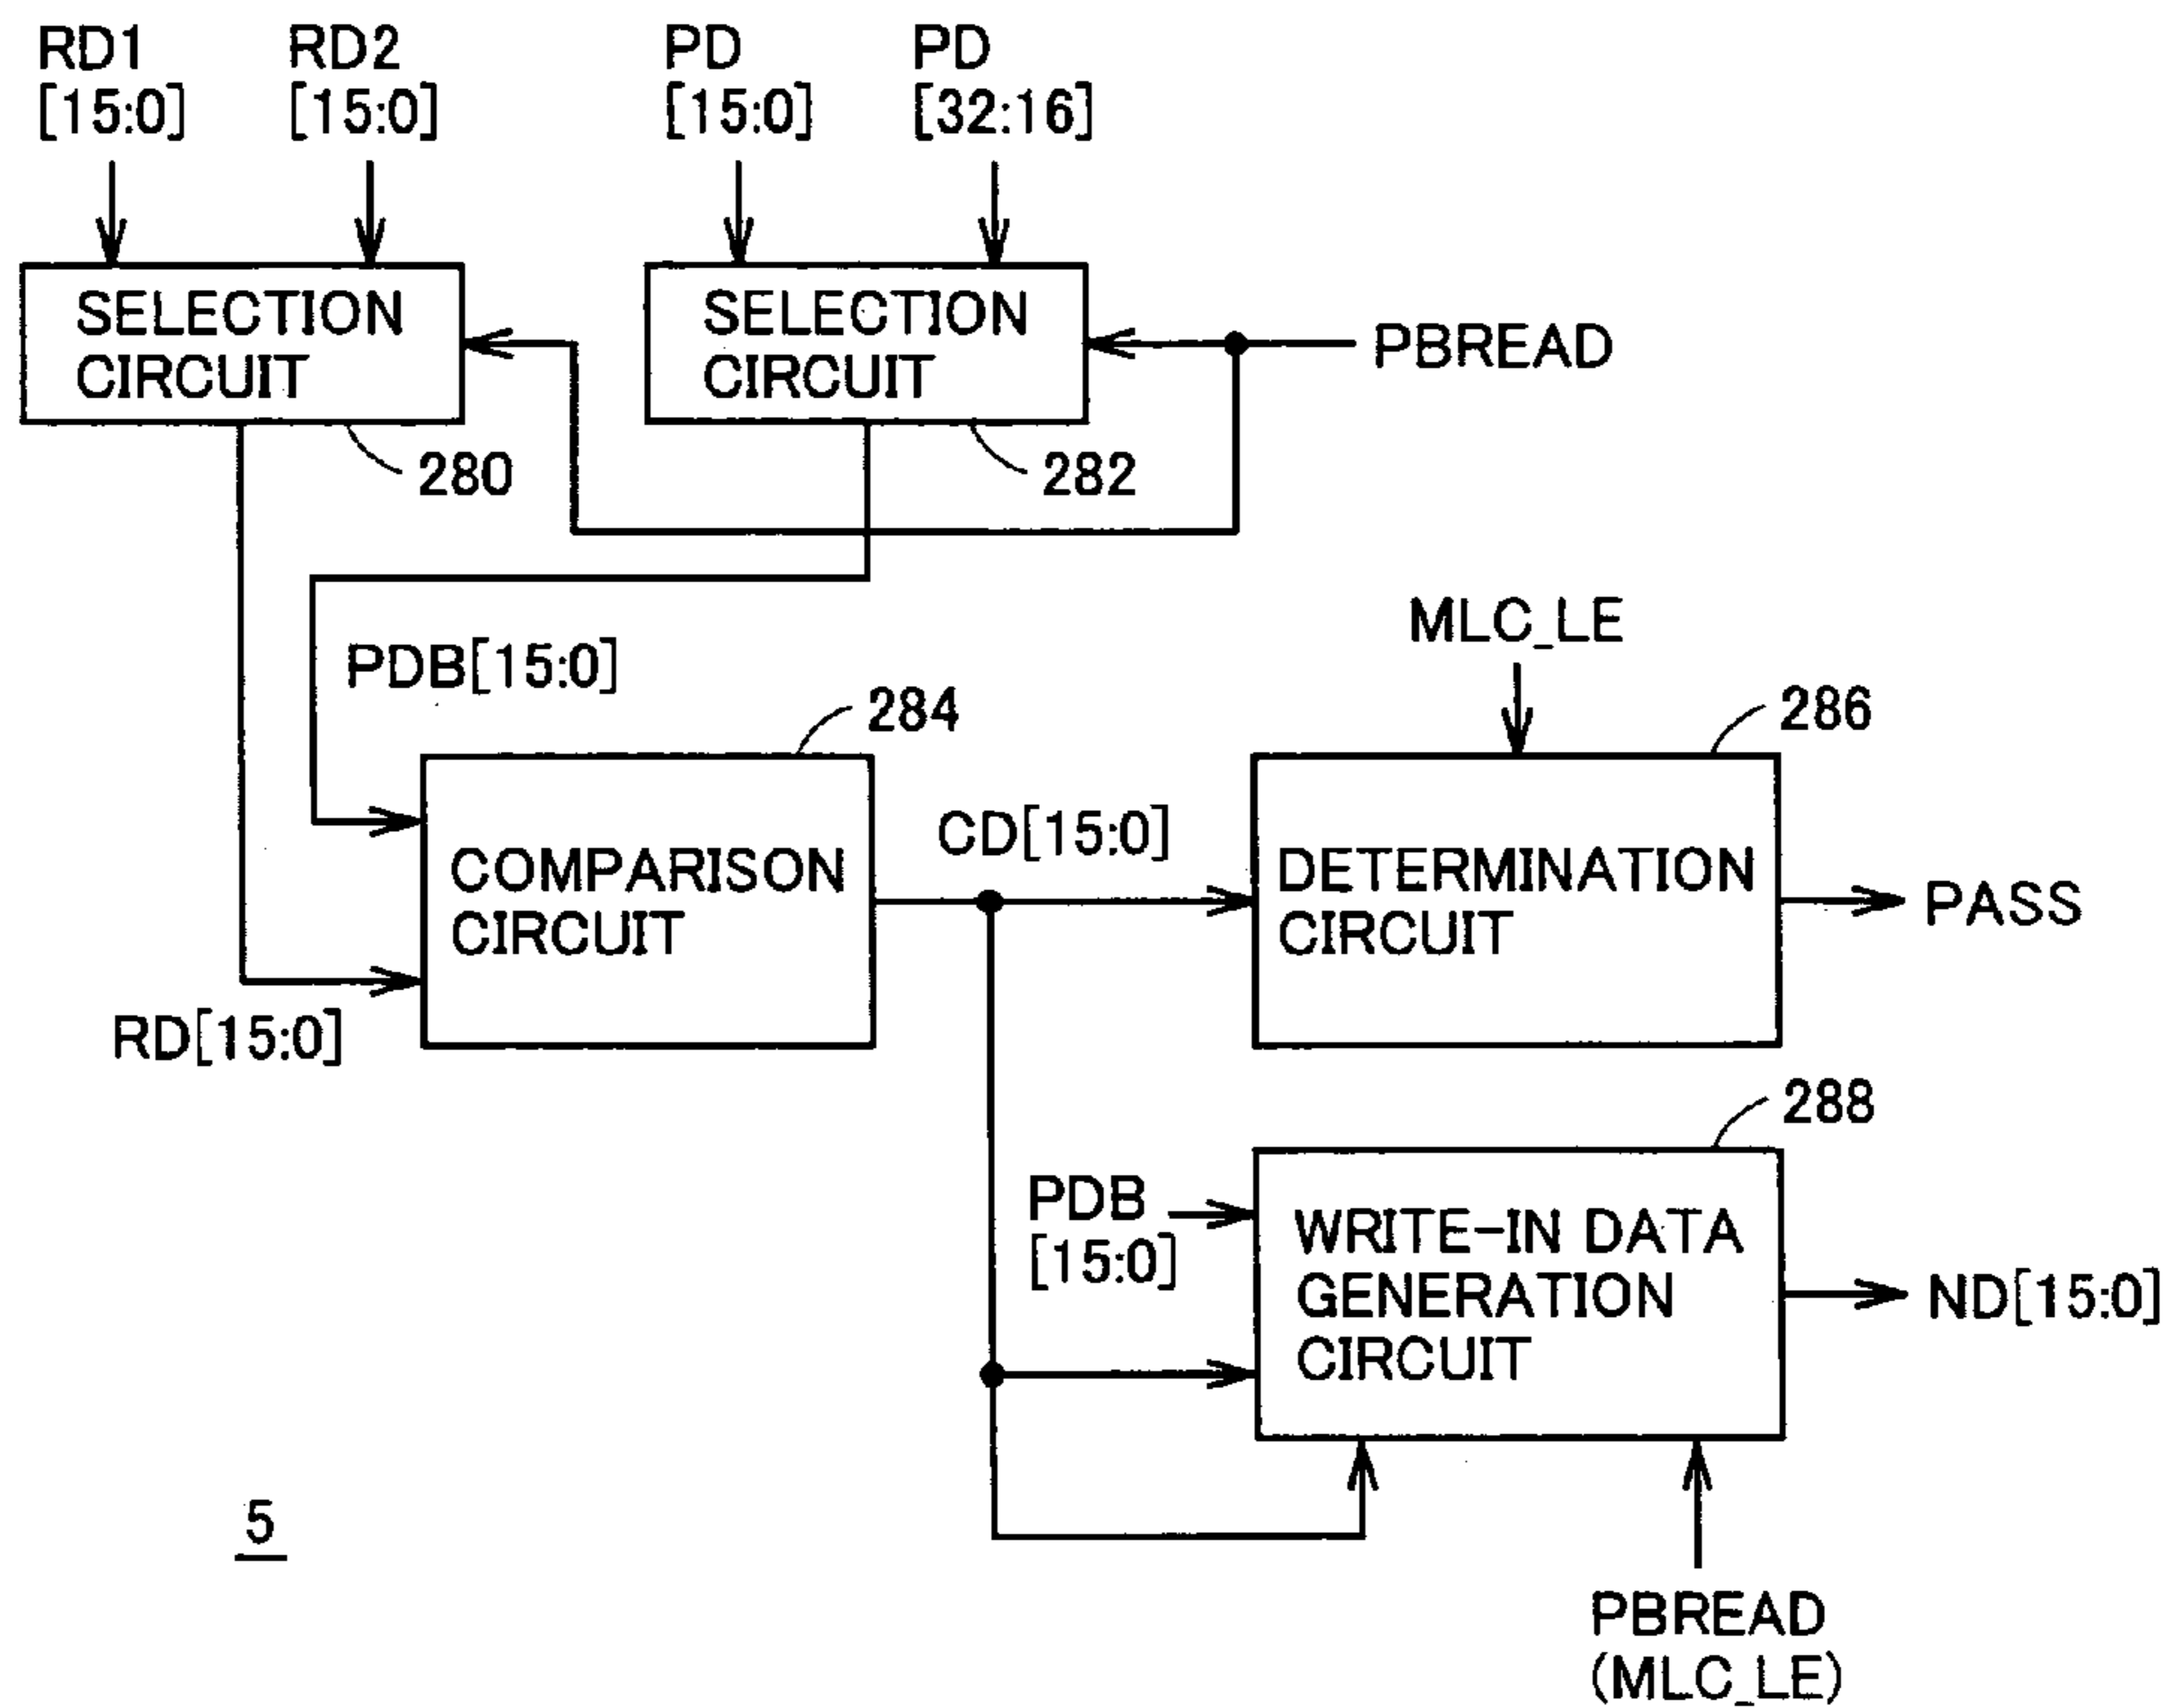 RD1
[15:0]
RD2
[15:0]
PD
[15:0]
PD
[32:16]
SELECTION
CIRCUIT
SELECTION
CIRCUIT
PBREAD
280
282
MLC_LE
PDB[15:0]
284
286
CD[15:0]
COMPARISON
CIRCUIT
DETERMINATION
CIRCUIT
PASS
RD[15:0]
288
PDB
[15:0]
WRITE-IN DATA
GENERATION
CIRCUIT
ND[15:0]
5
PBREAD
(MLC_LE)